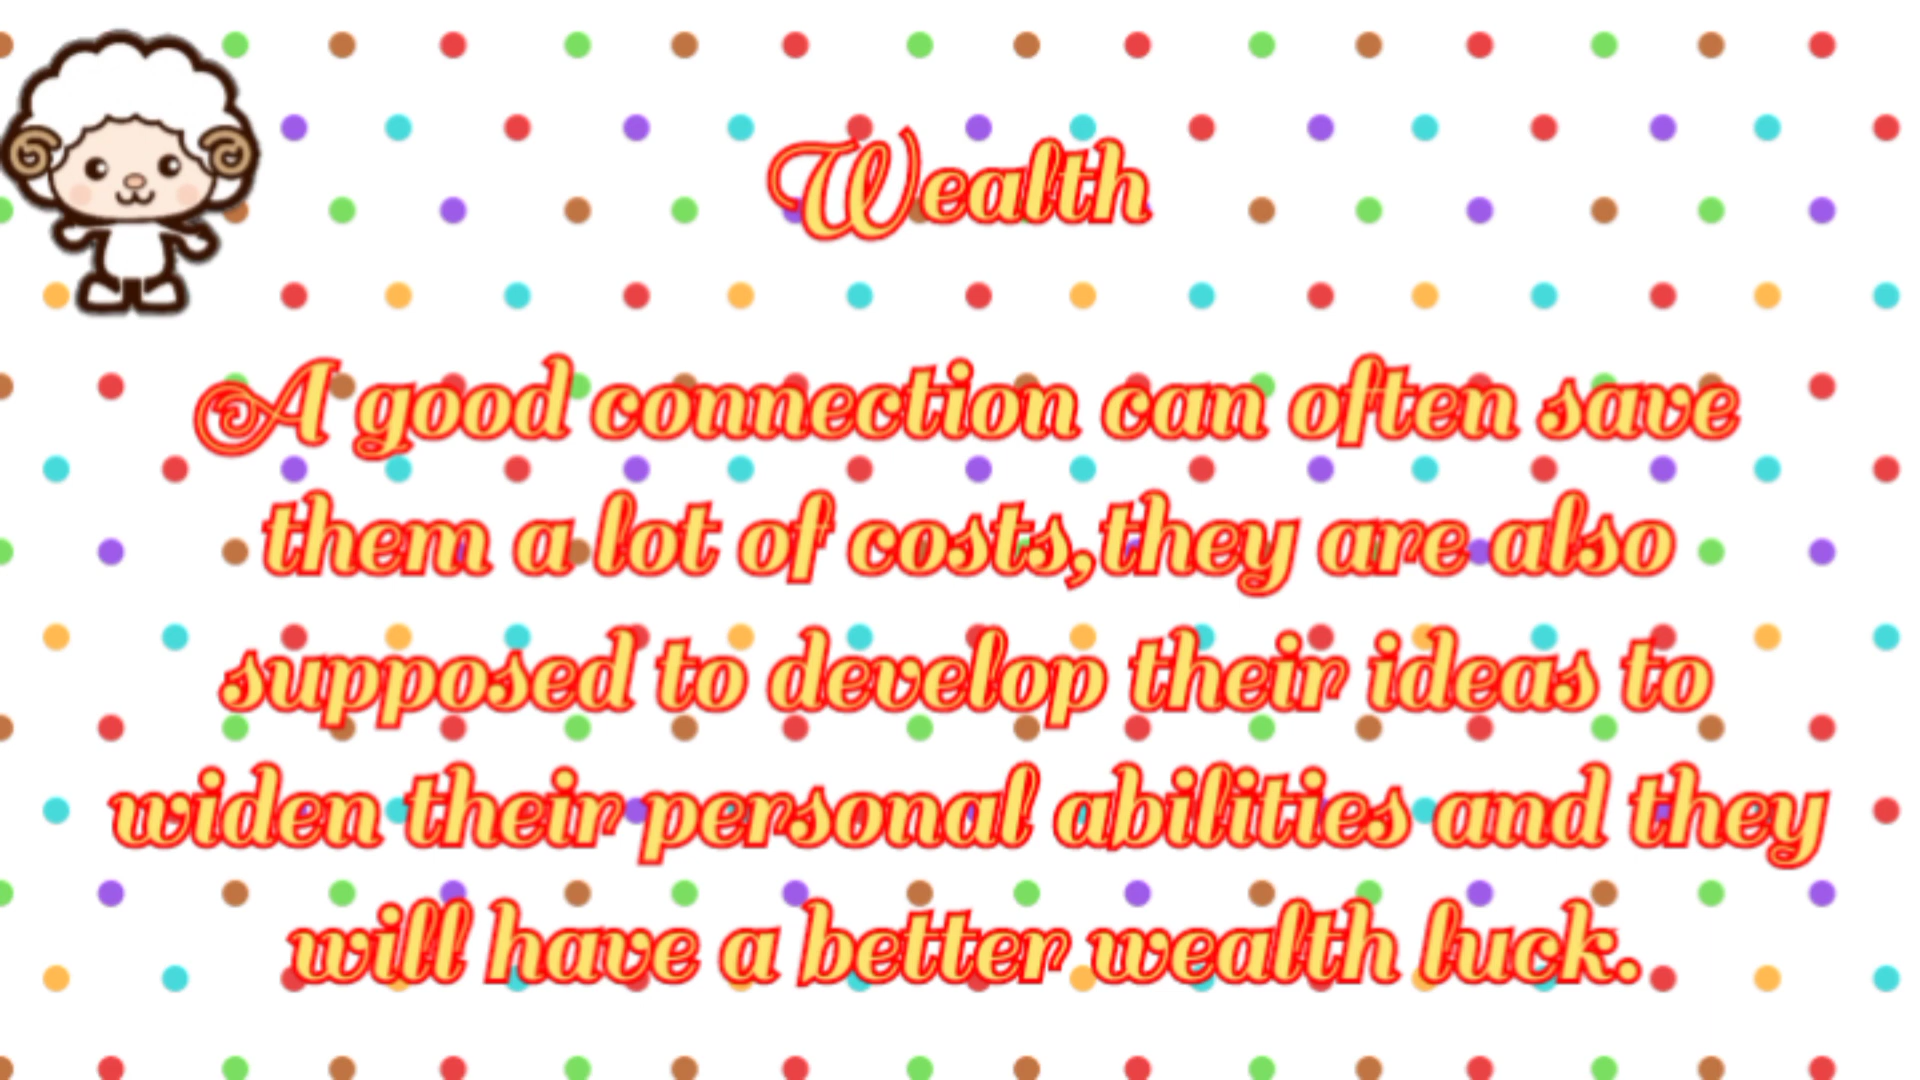 Wealth
A good connection can often save
them a lot of costs,they are also
supposed to develop their ideas to
widen their personal abilities and they
will have a better wealth luck.